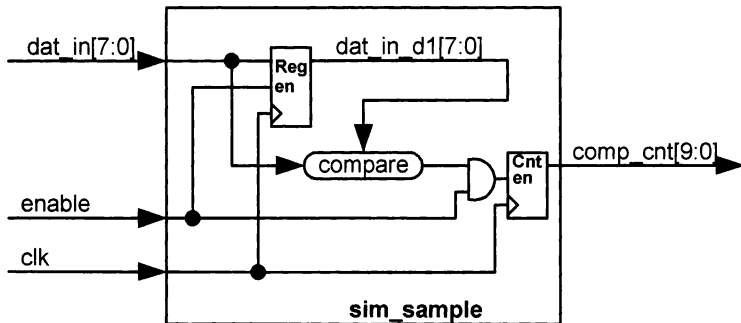 dat_in[7:0]
dat_in_d1[7:0]
Reg
en
compare
Cnt
en
comp_cnt[9:0]
enable
clk
sim_sample